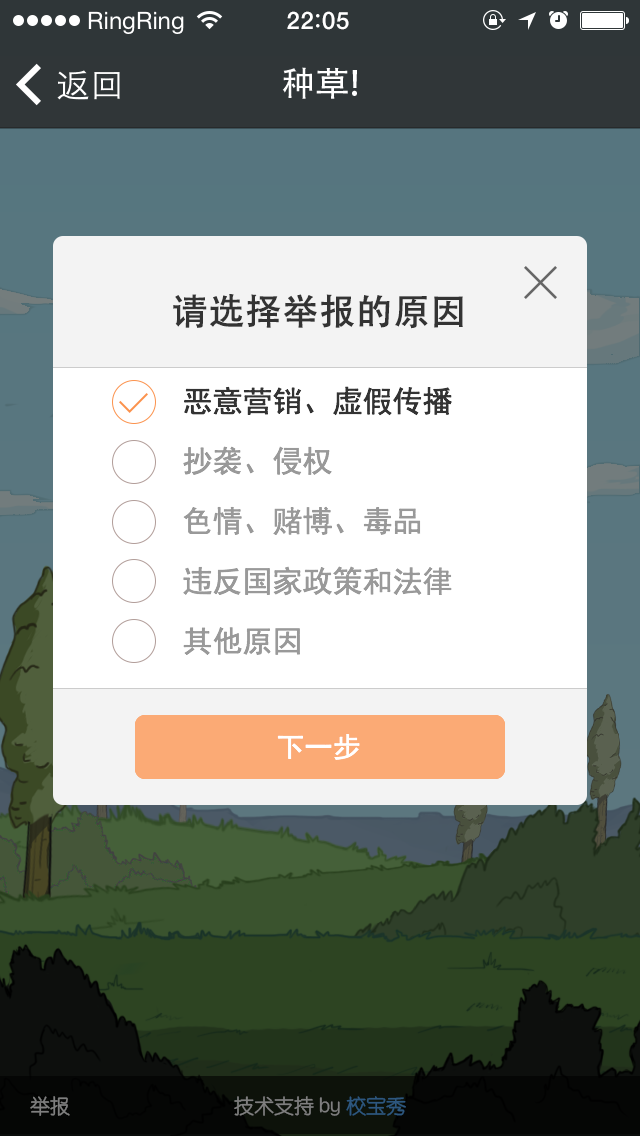 RingRing 22:05
返回 种草!
请选择举报的原因
恶意营销、虚假传播
抄袭、侵权
色情、赌博、毒品
违反国家政策和法律
其他原因
下一步
举报 技术支持 by 校宝秀